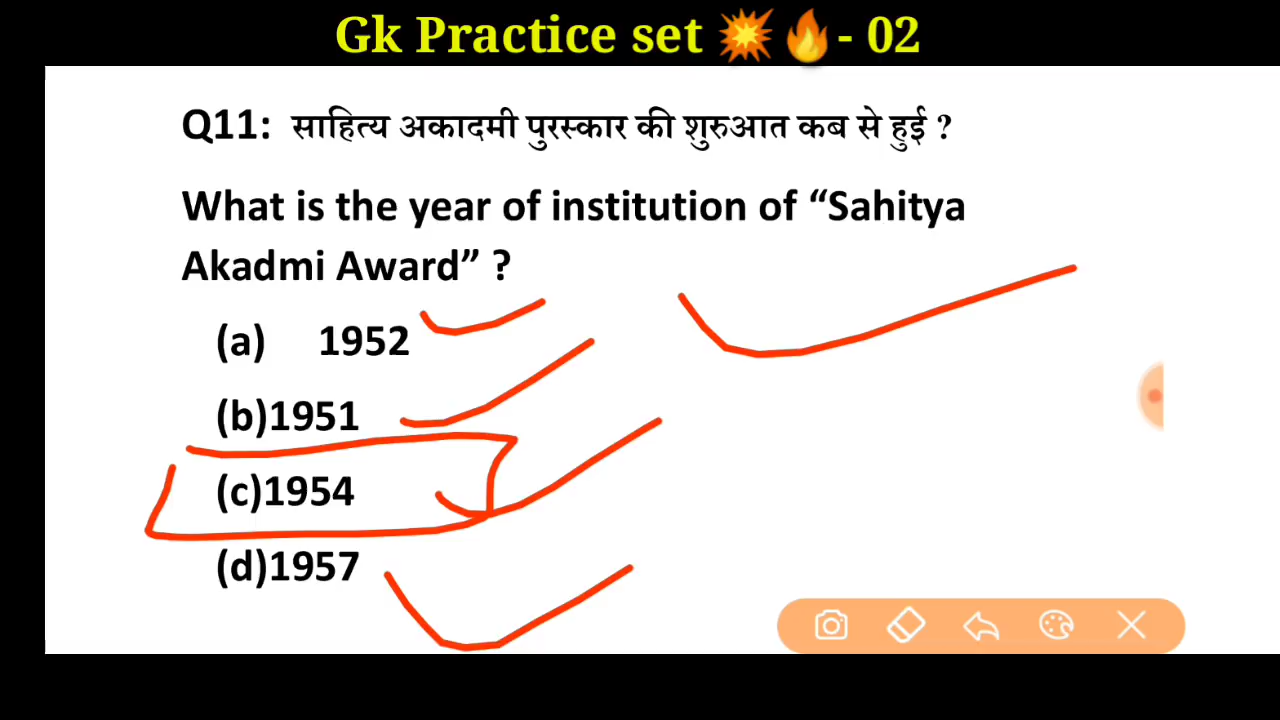 Gk Practice set 💥🔥- 02
Q11: साहित्य अकादमी पुरस्कार की शुरुआत कब से हुई ?
What is the year of institution of “Sahitya
Akadmi Award” ?
(a) 1952
(b)1951
(c)1954
(d)1957